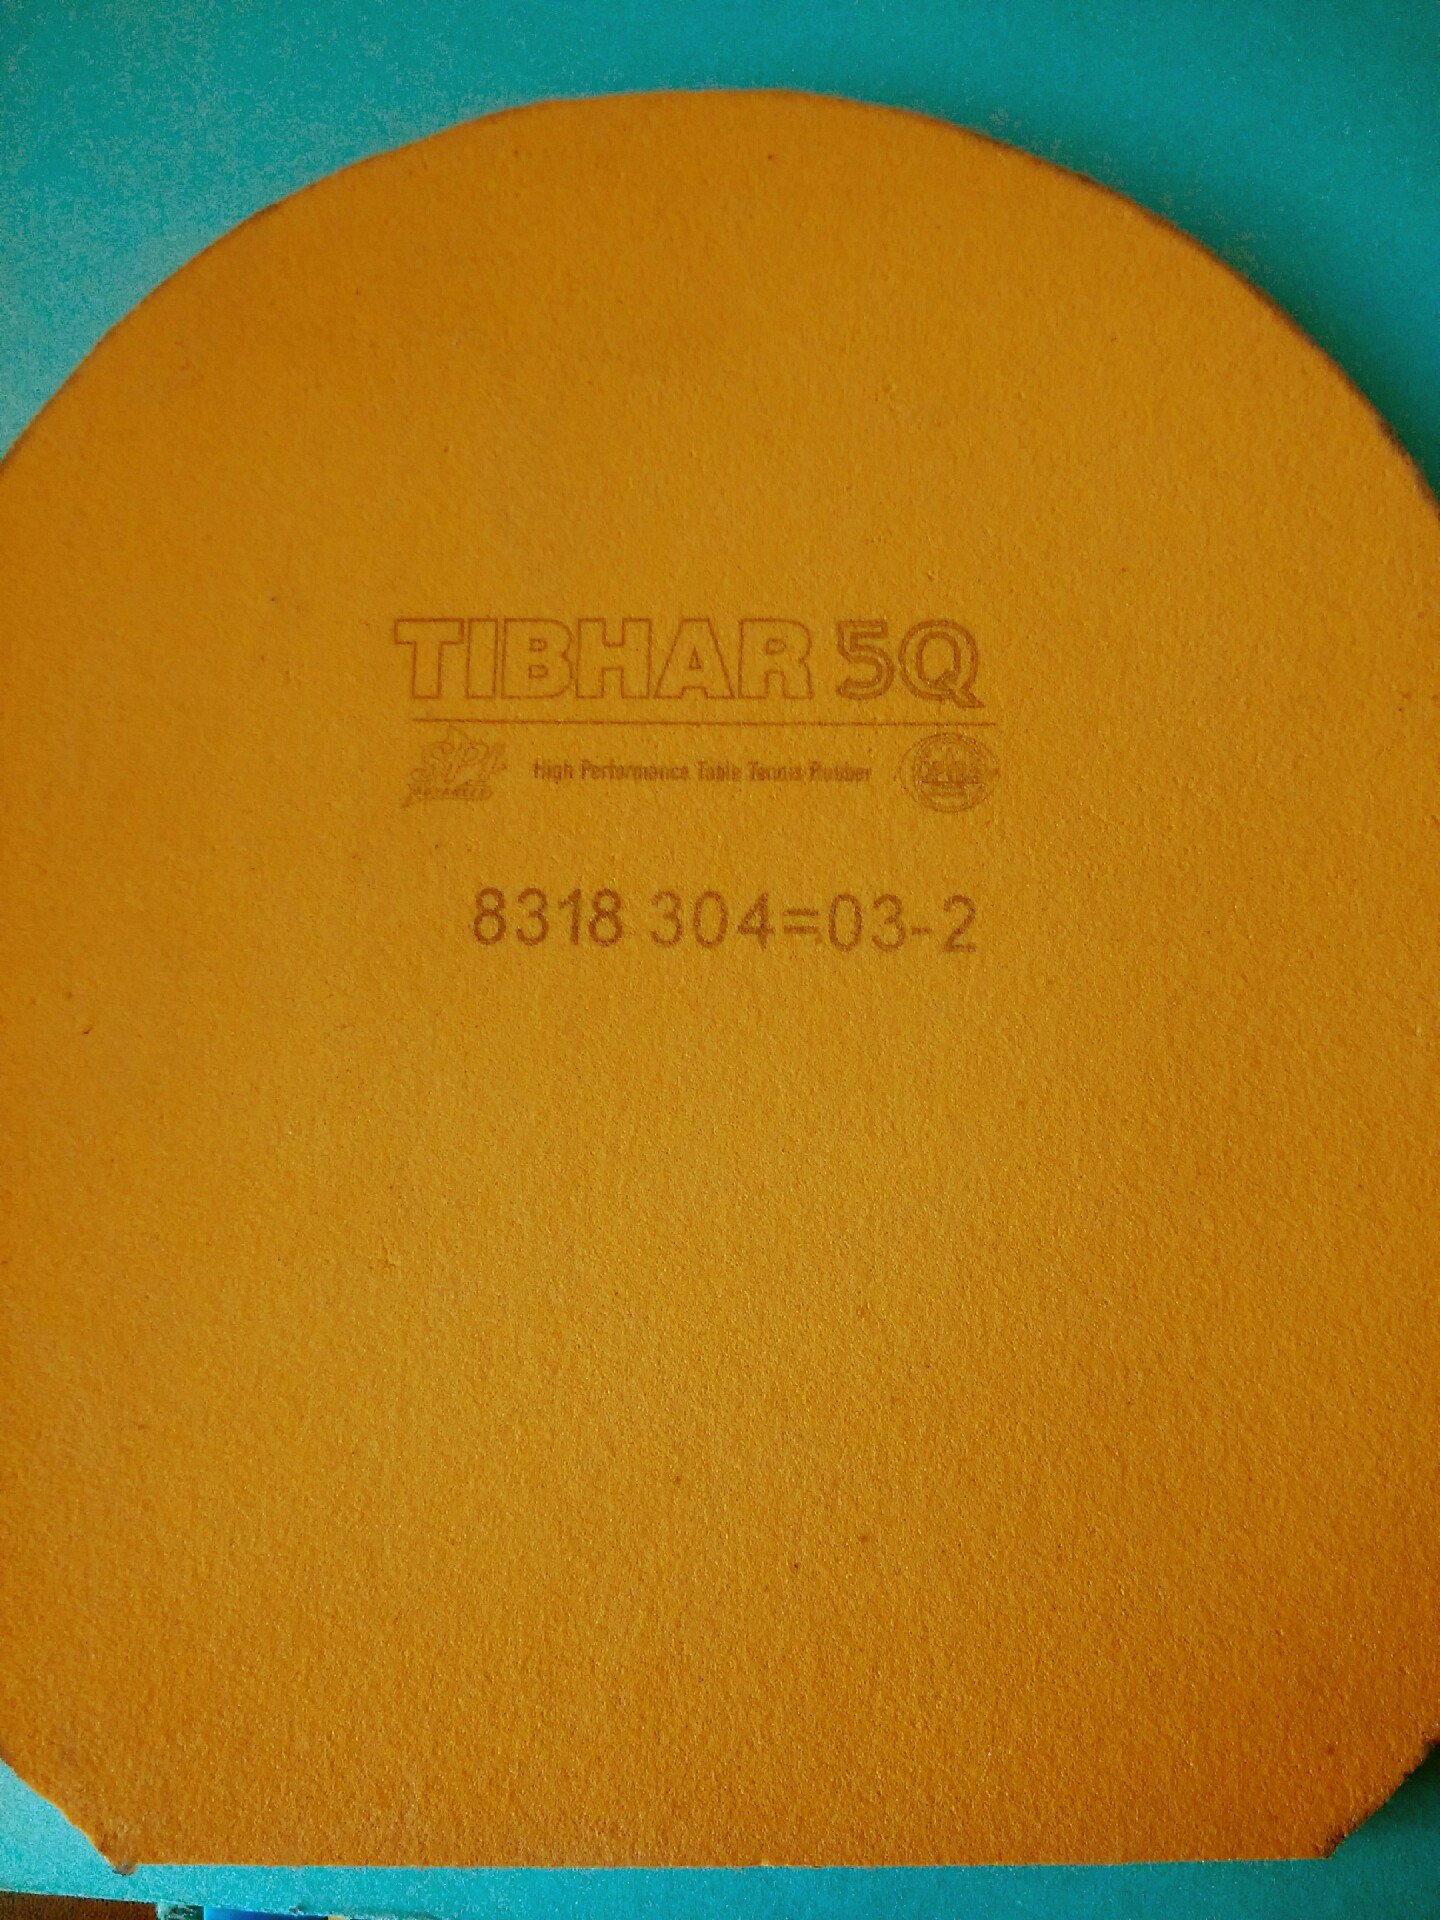 TIBHAR 5Q
High Performance Table Tennis Rubber
8318 304=03-2